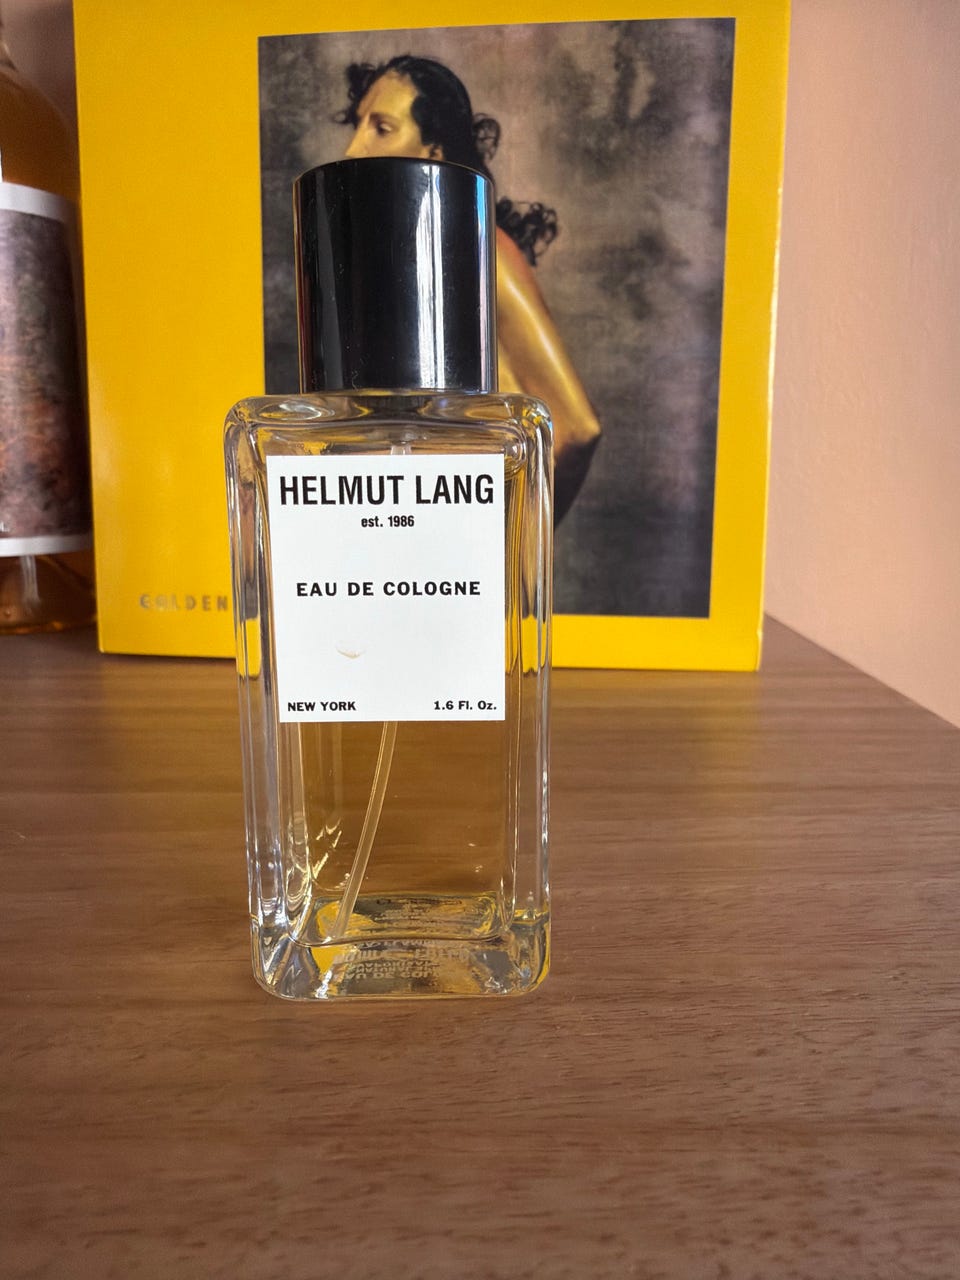 HELMUT LANG
est. 1986
EAU DE COLOGNE
NEW YORK 1.6 Fl. Oz.
GOLDEN